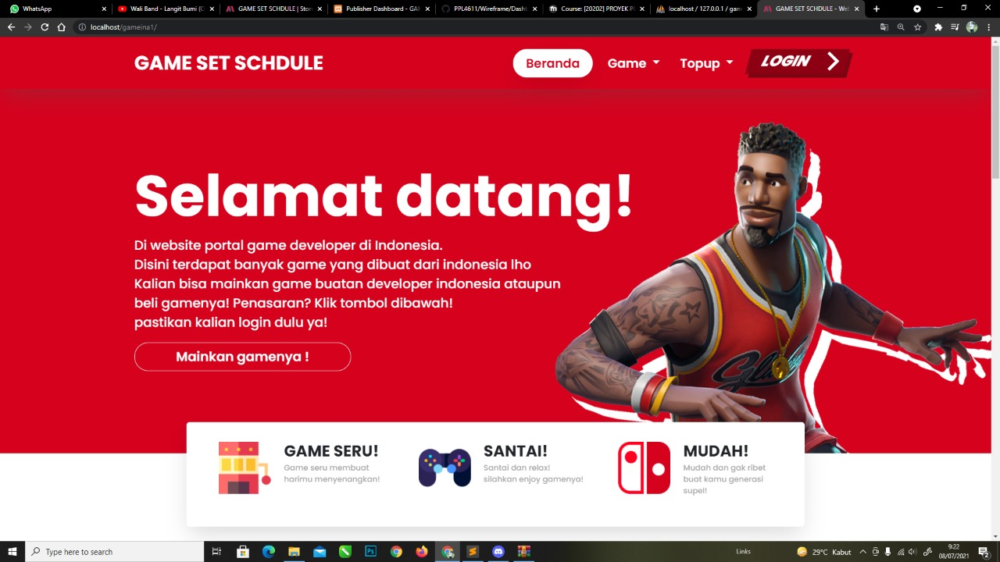 WhatsApp
Wali Band - Langit Bumi (O
GAME SET SCHEDULE | Stor
Publisher Dashboard - GAM
PPL4611/Wireframe/Dashb
Course: [20202] PROYEK P
localhost / 127.0.0.1 / gam
GAME SET SCHEDULE - Web
localhost/gameina1/
GAME SET SCHDULE
Beranda
Game
Topup
LOGIN
Selamat datang!
Di website portal game developer di Indonesia.
Disini terdapat banyak game yang dibuat dari indonesia lho
Kalian bisa mainkan game buatan developer indonesia ataupun
beli gamenya! Penasaran? Klik tombol dibawah!
pastikan kalian login dulu ya!
Mainkan gamenya !
GAME SERU!
Game seru membuat
harimu menyenangkan!
SANTAI!
Santai dan relax!
silahkan enjoy gamenya!
MUDAH!
Mudah dan gak ribet
buat kamu generasi
supel!
Type here to search
Links
29°C Kabut
9:22
08/07/2021